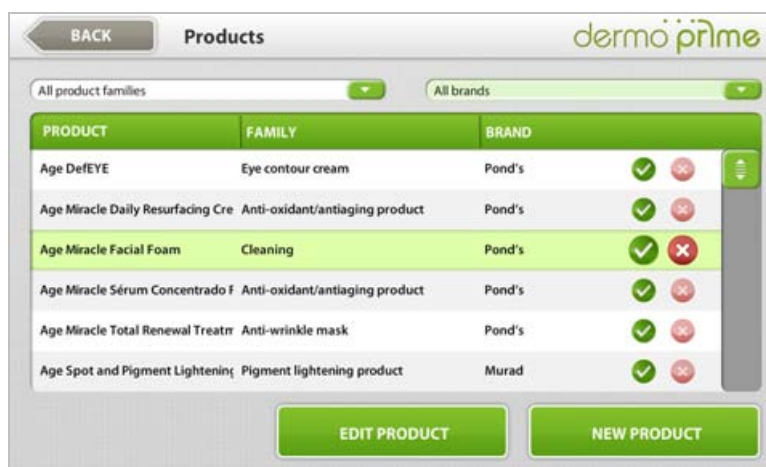 BACK Products dermo prime
All product families All brands
PRODUCT FAMILY BRAND
Age DefEYE Eye contour cream Pond's
Age Miracle Daily Resurfacing Cre Anti-oxidant/antiaging product Pond's
Age Miracle Facial Foam Cleaning Pond's
Age Miracle Sérum Concentrado F Anti-oxidant/antiaging product Pond's
Age Miracle Total Renewal Treatm Anti-wrinkle mask Pond's
Age Spot and Pigment Lightening Pigment lightening product Murad
EDIT PRODUCT NEW PRODUCT